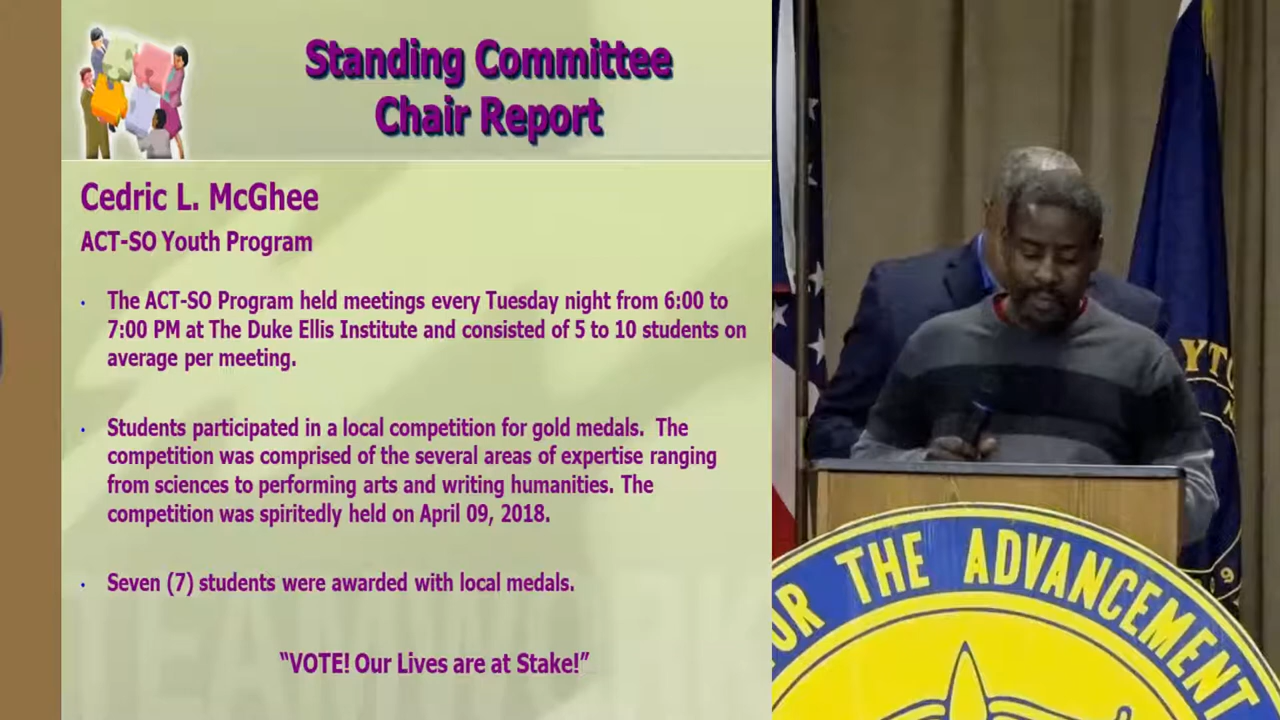 Standing Committee
Chair Report
Cedric L. McGhee
ACT-SO Youth Program
• The ACT-SO Program held meetings every Tuesday night from 6:00 to
7:00 PM at The Duke Ellis Institute and consisted of 5 to 10 students on
average per meeting.
• Students participated in a local competition for gold medals.  The
competition was comprised of the several areas of expertise ranging
from sciences to performing arts and writing humanities. The
competition was spiritedly held on April 09, 2018.
• Seven (7) students were awarded with local medals.
“VOTE! Our Lives are at Stake!”
TEAMWORK
YT
9
OR THE ADVANCEMENT